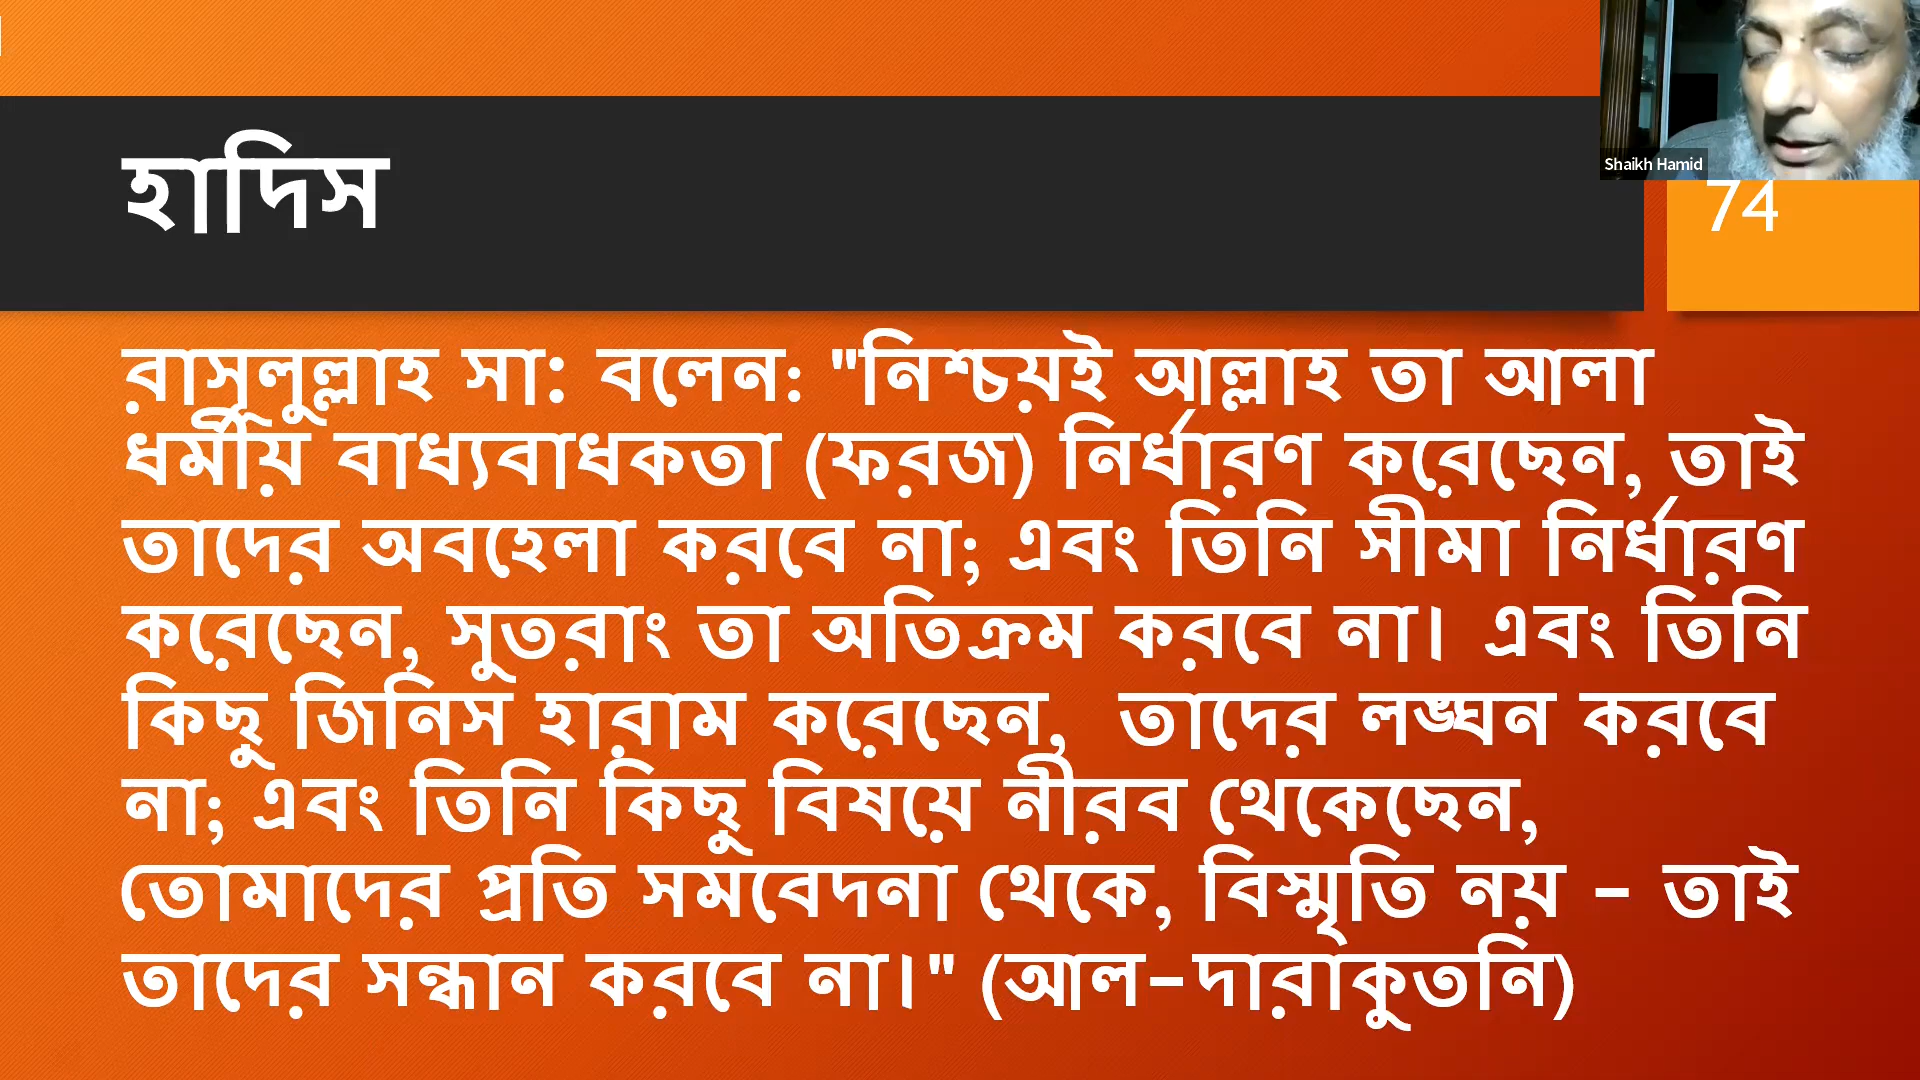 হাদিস
Shaikh Hamid
74
রাসূলুল্লাহ সা: বলেন: "নিশ্চয়ই আল্লাহ তা আলা
ধর্মীয় বাধ্যবাধকতা (ফরজ) নির্ধারণ করেছেন, তাই
তাদের অবহেলা করবে না; এবং তিনি সীমা নির্ধারণ
করেছেন, সুতরাং তা অতিক্রম করবে না। এবং তিনি
কিছু জিনিস হারাম করেছেন, তাদের লঙ্ঘন করবে
না; এবং তিনি কিছু বিষয়ে নীরব থেকেছেন,
তোমাদের প্রতি সমবেদনা থেকে, বিস্মৃতি নয় – তাই
তাদের সন্ধান করবে না।" (আল-দারাকুতনি)